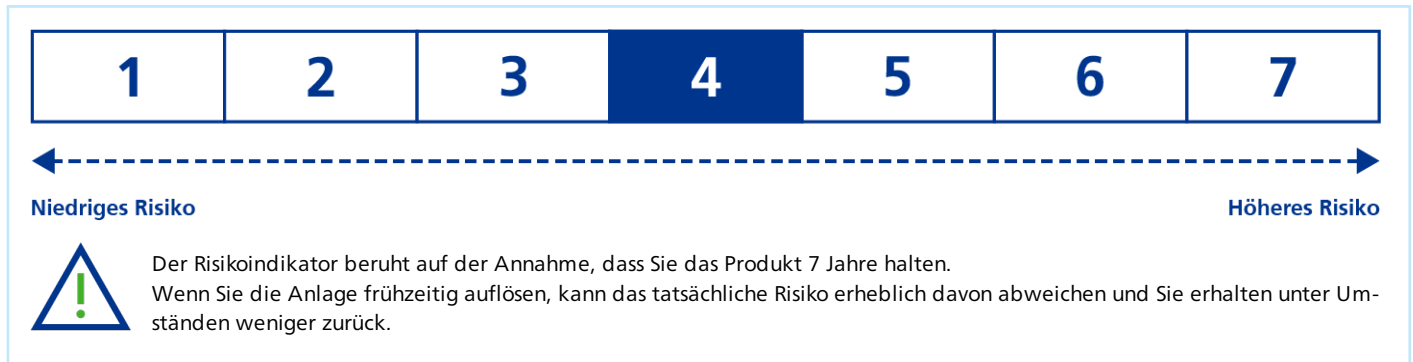 1 2 3 4 5 6 7
Niedriges Risiko Höheres Risiko
Der Risikoindikator beruht auf der Annahme, dass Sie das Produkt 7 Jahre halten.
Wenn Sie die Anlage frühzeitig auflösen, kann das tatsächliche Risiko erheblich davon abweichen und Sie erhalten unter Um-
ständen weniger zurück.